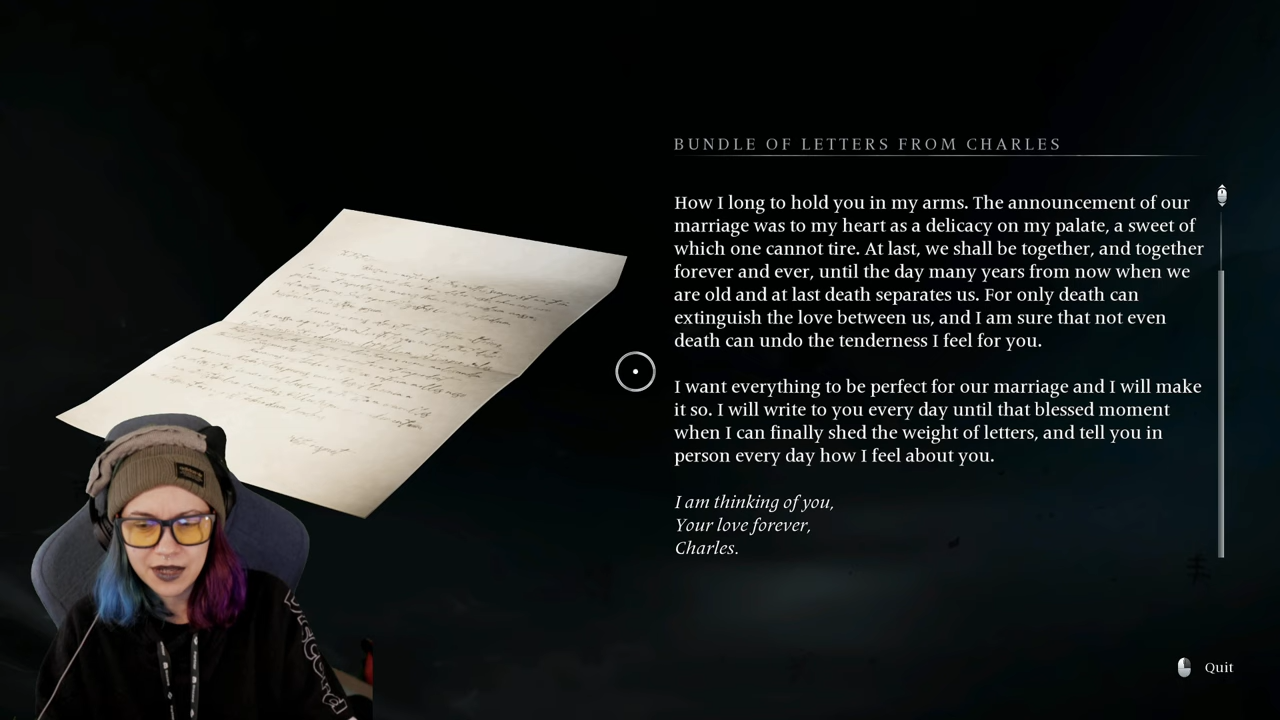 BUNDLE OF LETTERS FROM CHARLES
How I long to hold you in my arms. The announcement of our
marriage was to my heart as a delicacy on my palate, a sweet of
which one cannot tire. At last, we shall be together, and together
forever and ever, until the day many years from now when we
are old and at last death separates us. For only death can
extinguish the love between us, and I am sure that not even
death can undo the tenderness I feel for you.
I want everything to be perfect for our marriage and I will make
it so. I will write to you every day until that blessed moment
when I can finally shed the weight of letters, and tell you in
person every day how I feel about you.
I am thinking of you,
Your love forever,
Charles.
Quit